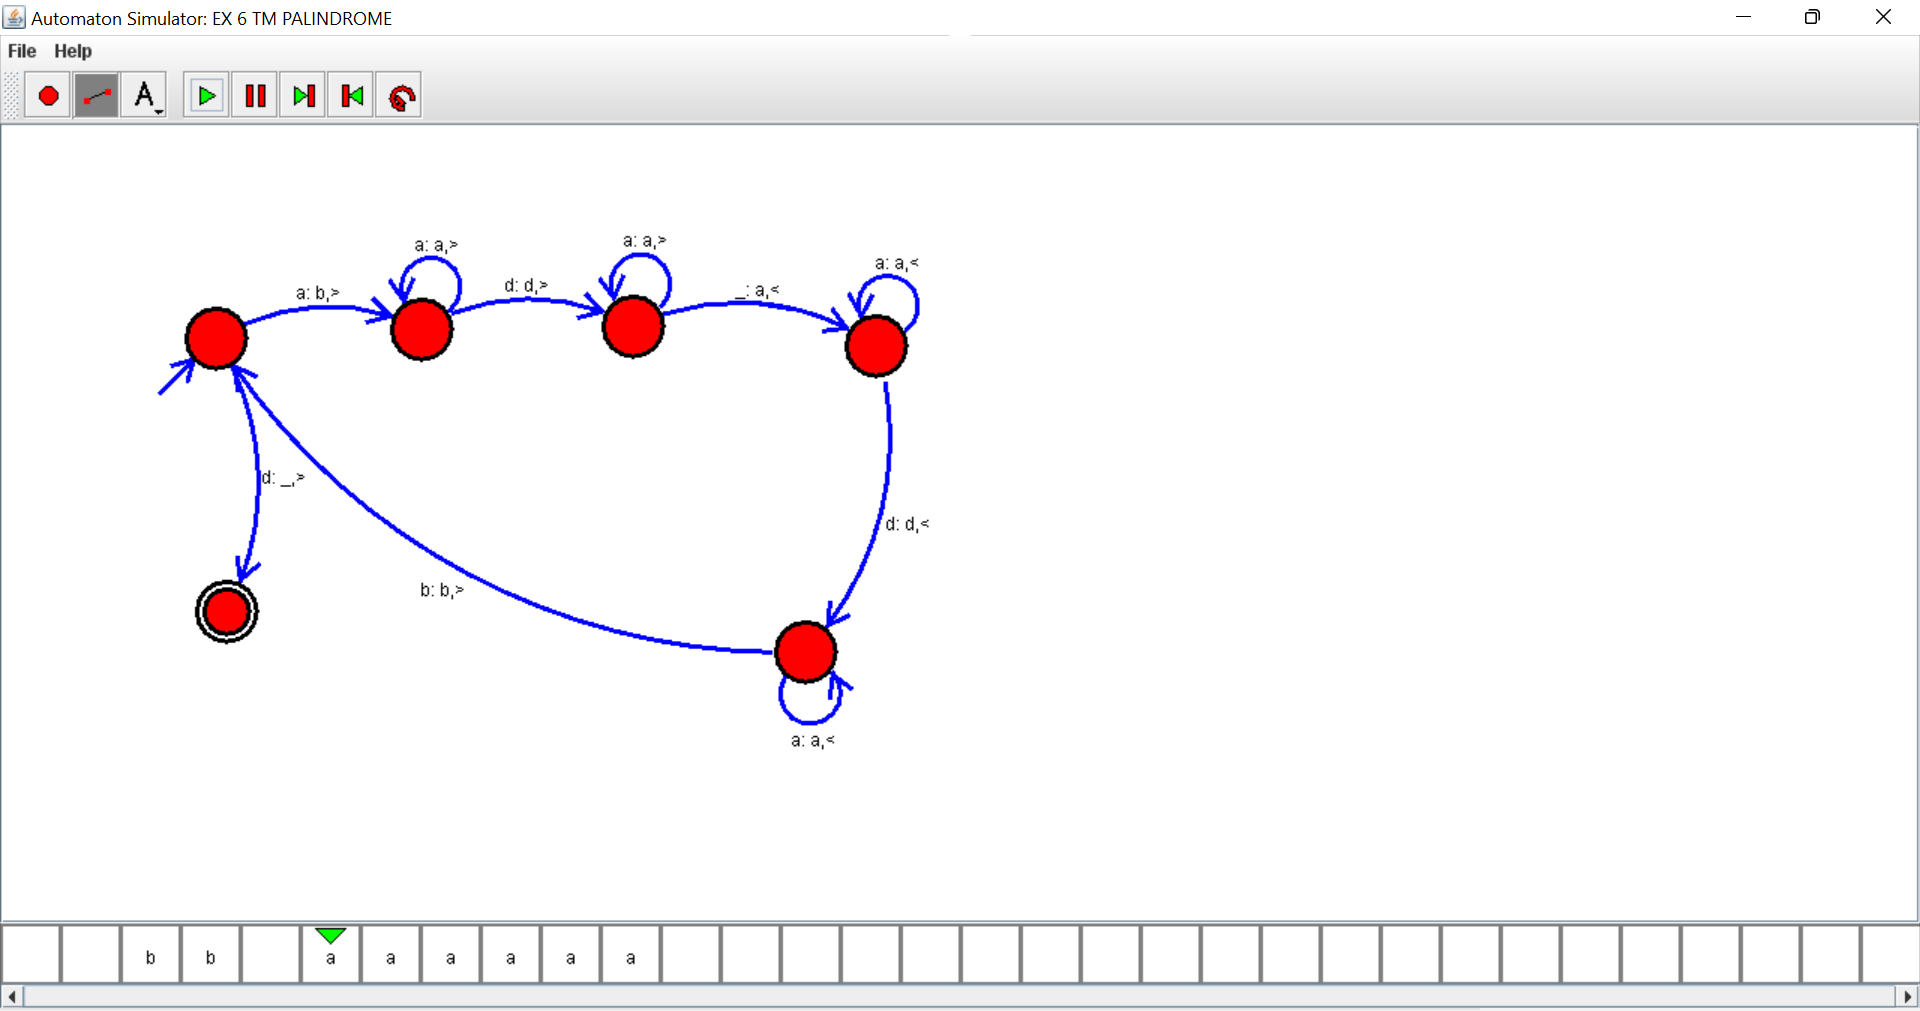 Automaton Simulator: EX 6 TM PALINDROME
File Help
A
a: a,>
a: a,>
a: a,<
a: b,>
d: d,>
_: a,<
d: _,>
d: d,<
b: b,>
a: a,<
b b a a a a a a